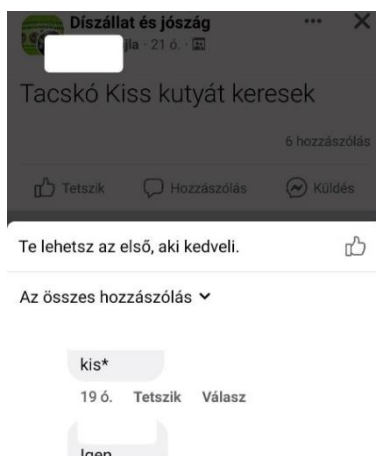 Díszállat és jószág
jla · 21 ó.
Tacskó Kiss kutyát keresek
6 hozzászólás
Tetszik Hozzászólás Küldés
Te lehetsz az első, aki kedveli.
Az összes hozzászólás
kis*
19 ó. Tetszik Válasz
Igen